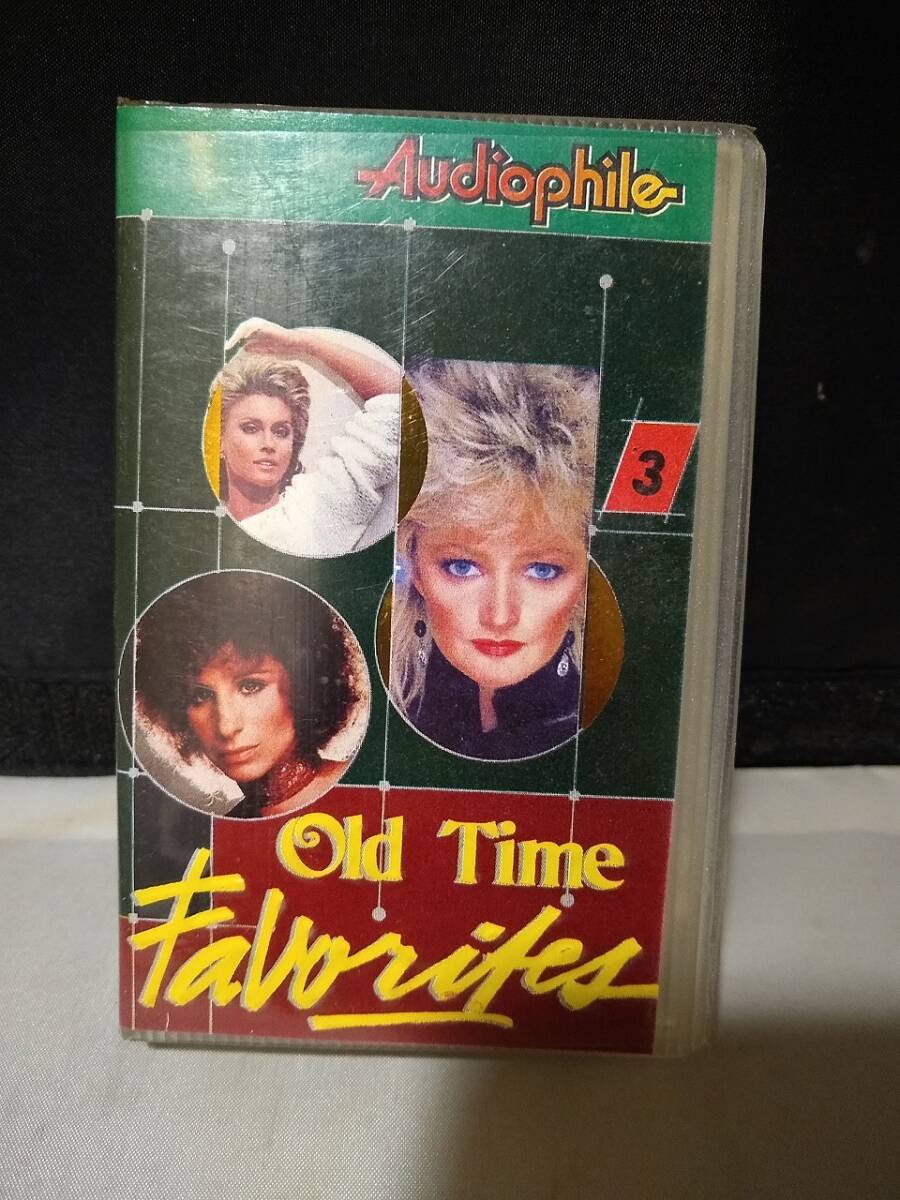 Audiophile
3
Old Time
Favorites